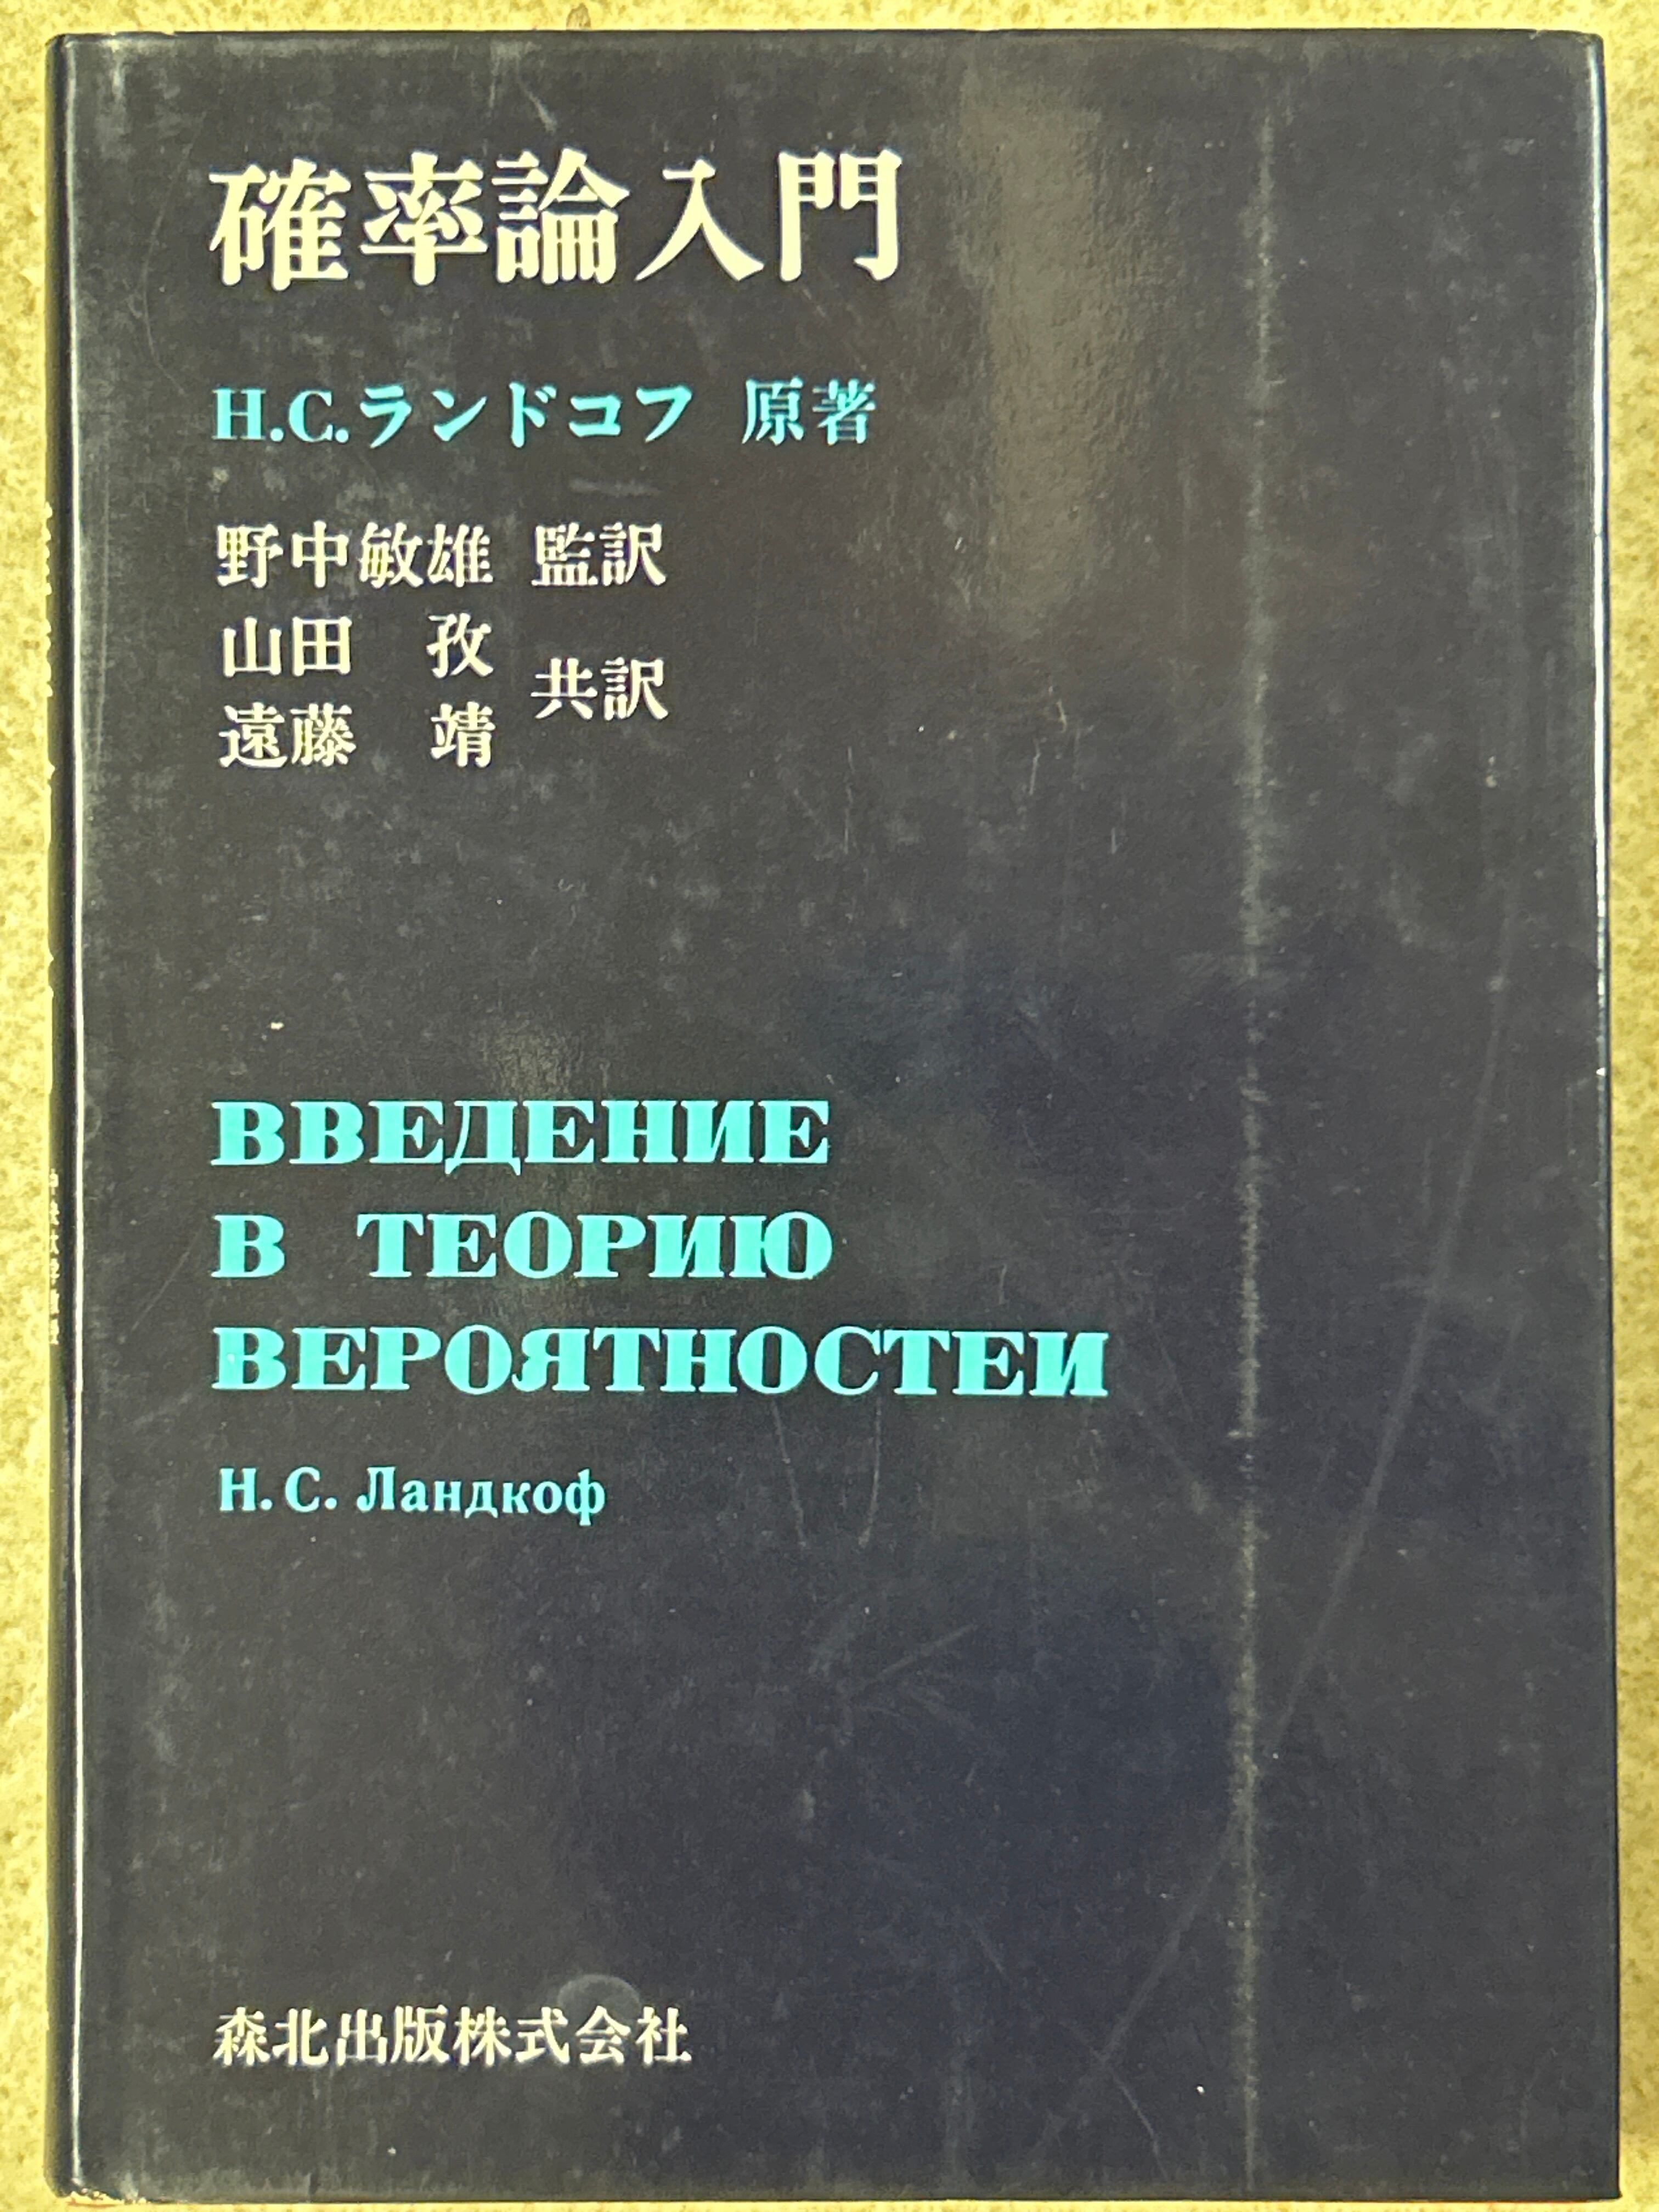 確率論入門
H.C.ランドコフ 原著
野中敏雄 監訳
山田 孜
共訳
遠藤 靖
ВВЕДЕНИЕ
В ТЕОРИЮ
ВЕРОЯТНОСТЕИ
Н. С. Ландкоф
森北出版株式会社